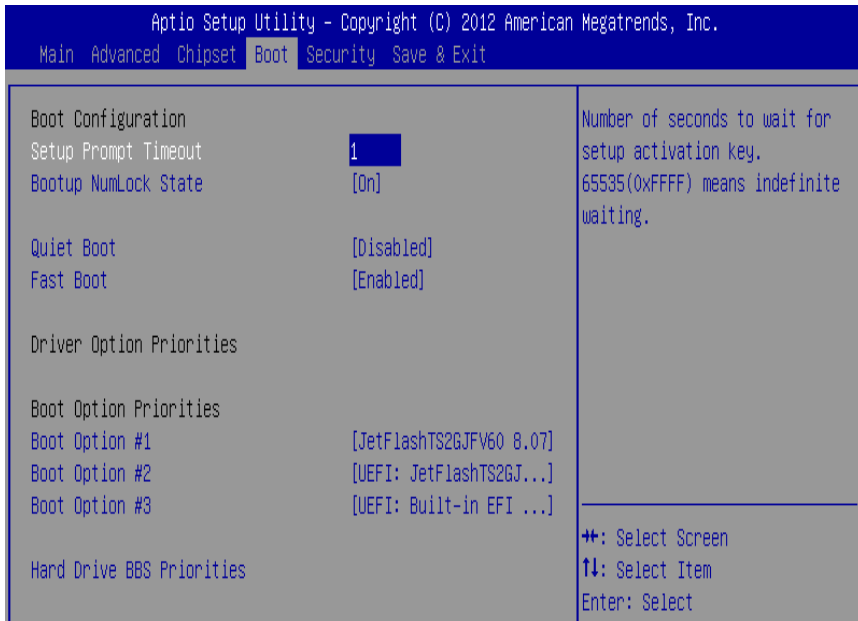 Aptio Setup Utility – Copyright (C) 2012 American Megatrends, Inc.
Main Advanced Chipset Boot Security Save & Exit
Boot Configuration
Setup Prompt Timeout 1
Bootup NumLock State [On]
Quiet Boot [Disabled]
Fast Boot [Enabled]
Driver Option Priorities
Boot Option Priorities
Boot Option #1 [JetFlashTS2GJFV60 8.07]
Boot Option #2 [UEFI: JetFlashTS2GJ...]
Boot Option #3 [UEFI: Built-in EFI ...]
Hard Drive BBS Priorities
Number of seconds to wait for
setup activation key.
65535(0xFFFF) means indefinite
waiting.
→←: Select Screen
↑↓: Select Item
Enter: Select